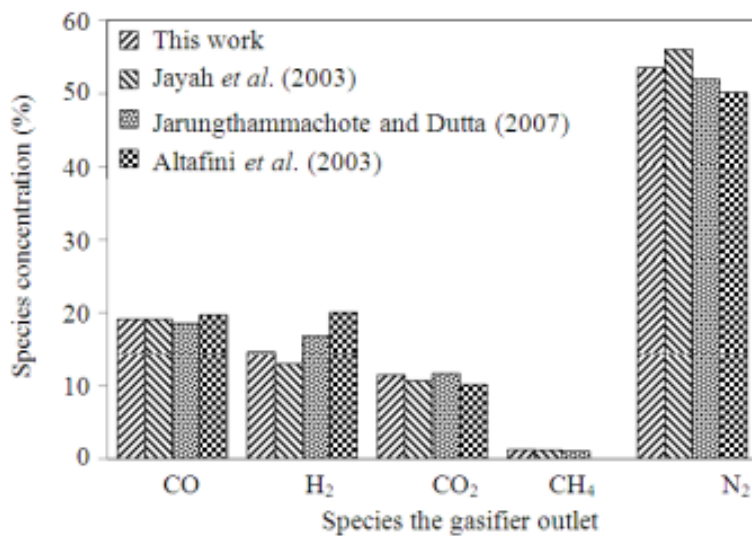 60
50
40
30
20
10
0
Species concentration (%)
This work
Jayah et al. (2003)
Jarungthammachote and Dutta (2007)
Altafini et al. (2003)
CO H₂ CO₂ CH₄ N₂
Species the gasifier outlet